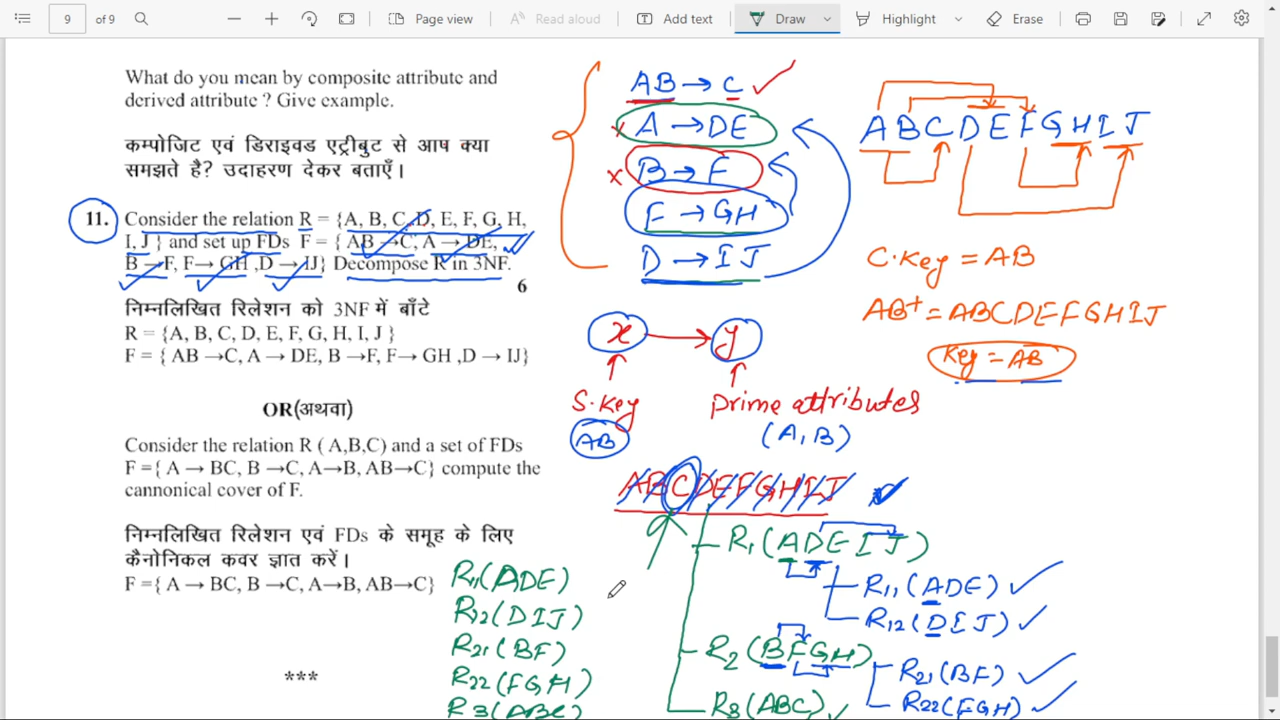 9 of 9 Page view Read aloud Add text Draw Highlight Erase
What do you mean by composite attribute and
derived attribute ? Give example.
कम्पोजिट एवं डिराइवड एट्रीबुट से आप क्या
समझते है? उदाहरण देकर बताएँ।
11. Consider the relation R = {A, B, C, D, E, F, G, H,
I, J } and set up FDs F = { AB →C, A → DE,
B →F, F→ GH ,D → IJ} Decompose R in 3NF.
6
निम्नलिखित रिलेशन को 3NF में बाँटे
R = {A, B, C, D, E, F, G, H, I, J }
F = { AB →C, A → DE, B →F, F→ GH ,D → IJ}
OR(अथवा)
Consider the relation R ( A,B,C) and a set of FDs
F ={ A → BC, B →C, A→B, AB→C} compute the
cannonical cover of F.
निम्नलिखित रिलेशन एवं FDs के समूह के लिए
कैनोनिकल कवर ज्ञात करें।
F ={ A → BC, B →C, A→B, AB→C}
***
AB → C
A → DE
B → F
F → GH
D → IJ
x → y
S.Key
AB
Prime attributes
(A, B)
A B C D E F G H I J
C.Key = AB
AB+ = ABCDEFGHIJ
Key = AB
ABCDEFGHIJ
R1 (ADEIJ)
R11 (ADE)
R12 (DIJ)
R2 (BFGH)
R21 (BF)
R22 (FGH)
R3 (ABC)
R1(ADE)
R12(DIJ)
R21(BF)
R22(FGH)
R3(ABC)